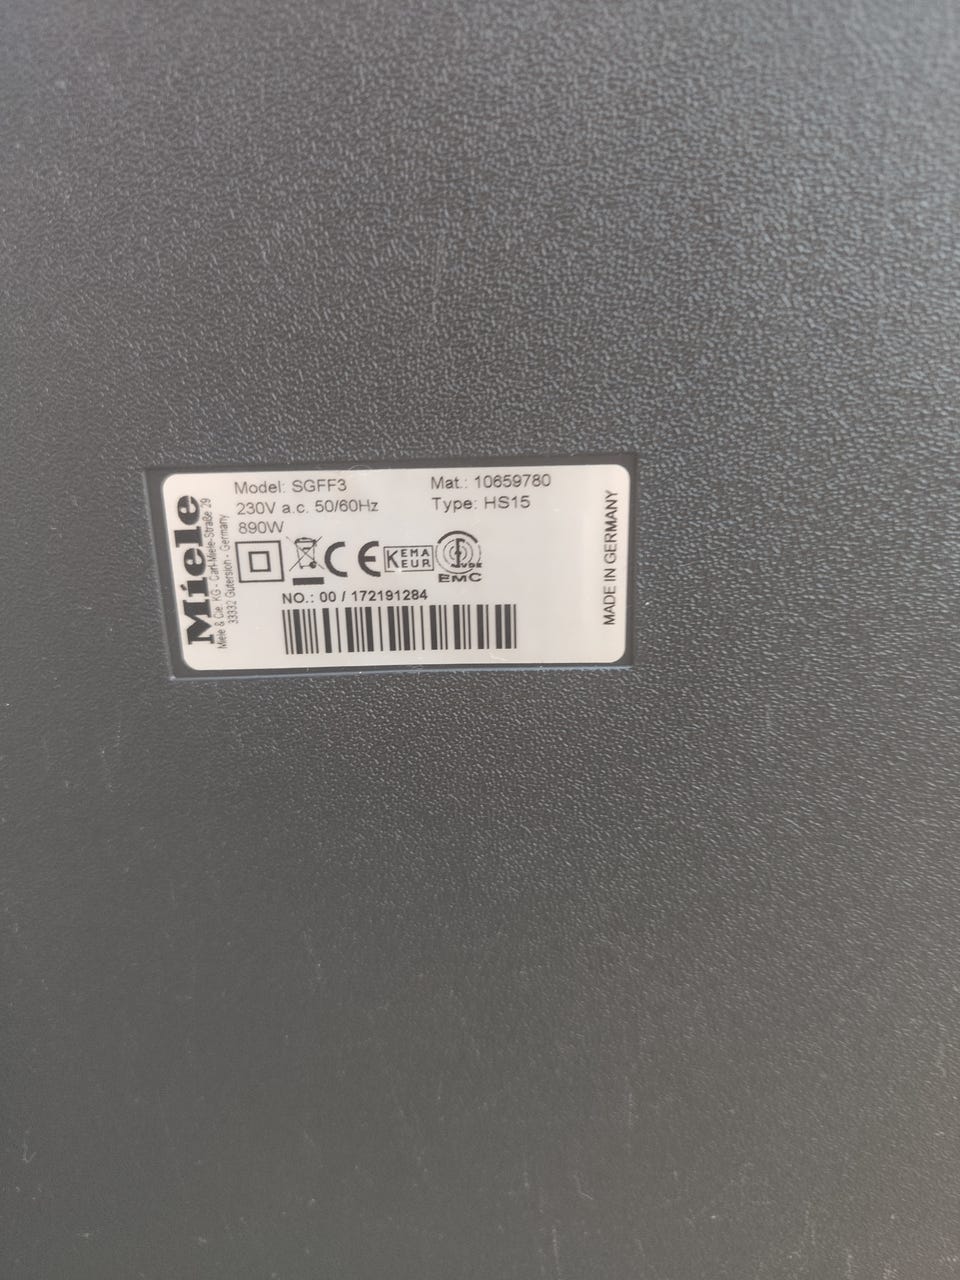 Miele
Miele & Cie. KG - Carl-Miele-Straße 29
33332 Gütersloh - Germany
Model: SGFF3
Mat.: 10659780
230V a.c. 50/60Hz
Type: HS15
890W
CE
KEMA
KEUR
VDE
EMC
NO.: 00 / 172191284
MADE IN GERMANY